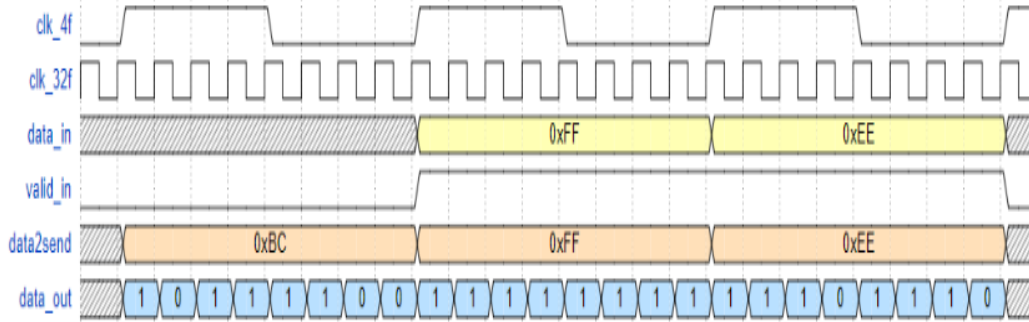 clk_4f
clk_32f
data_in 0xFF 0xEE
valid_in
data2send 0xBC 0xFF 0xEE
data_out 1 0 1 1 1 1 0 0 1 1 1 1 1 1 1 1 1 1 1 0 1 1 1 0